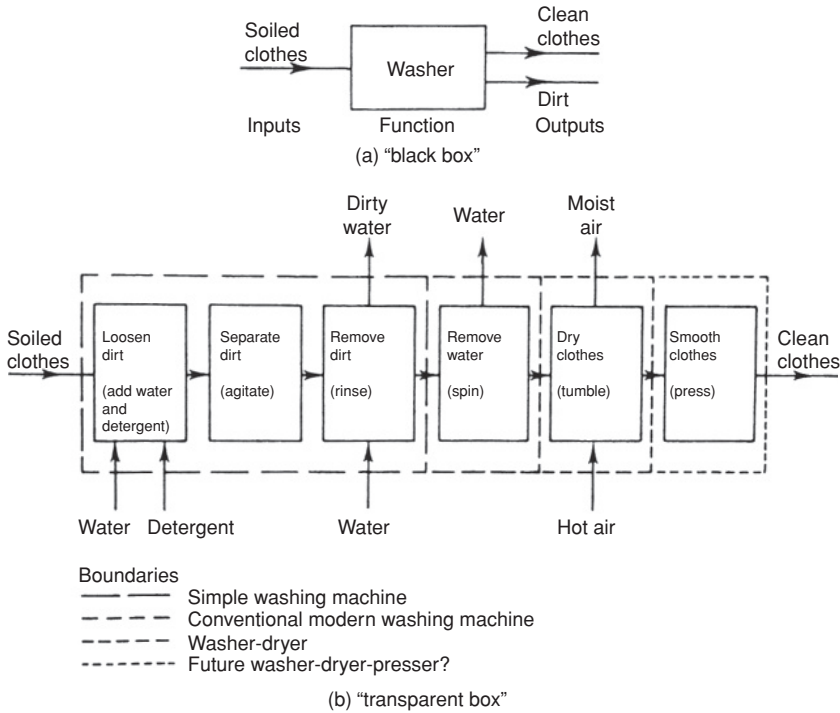 Soiled
clothes
Washer
Clean
clothes
Dirt
Inputs
Function
Outputs
(a) “black box”
Dirty
water
Water
Moist
air
Soiled
clothes
Loosen
dirt
(add water
and
detergent)
Separate
dirt
(agitate)
Remove
dirt
(rinse)
Remove
water
(spin)
Dry
clothes
(tumble)
Smooth
clothes
(press)
Clean
clothes
Water
Detergent
Water
Hot air
Boundaries
Simple washing machine
Conventional modern washing machine
Washer-dryer
Future washer-dryer-presser?
(b) “transparent box”